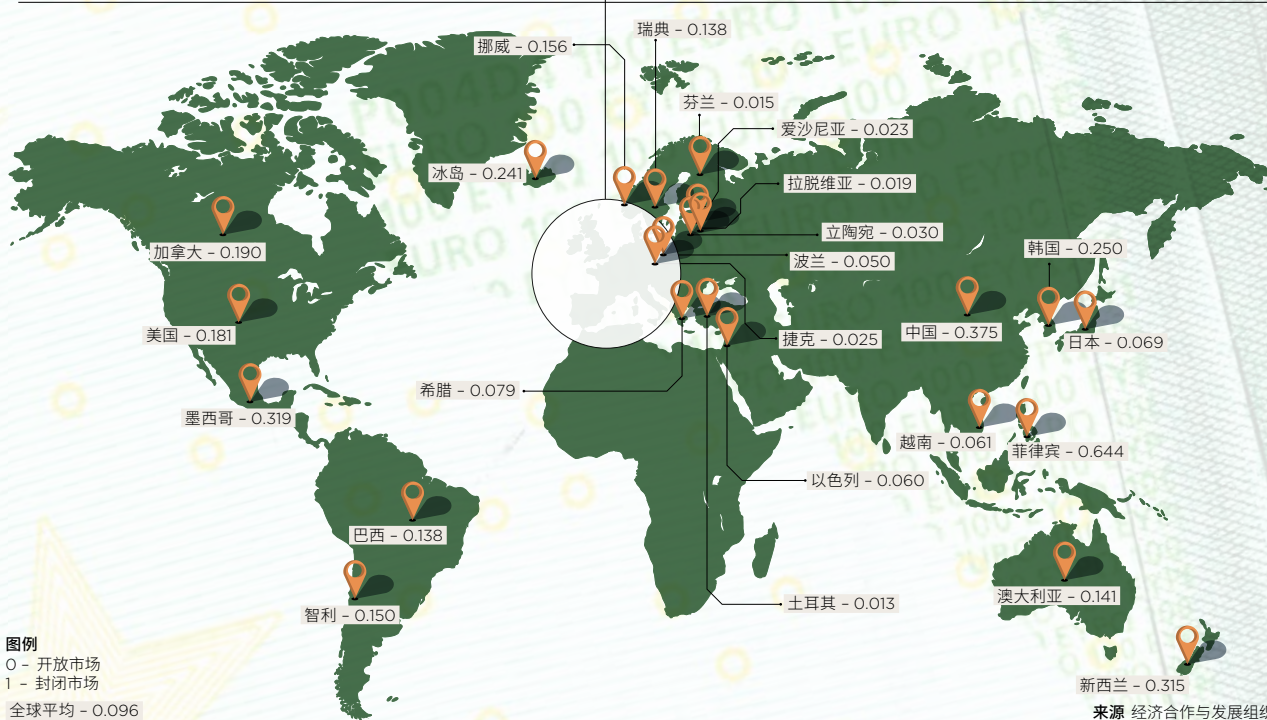 瑞典 – 0.138
挪威 – 0.156
芬兰 – 0.015
爱沙尼亚 – 0.023
冰岛 – 0.241
拉脱维亚 – 0.019
立陶宛 – 0.030
加拿大 – 0.190
韩国 – 0.250
波兰 – 0.050
美国 – 0.181
中国 – 0.375
捷克 – 0.025
日本 – 0.069
希腊 – 0.079
墨西哥 – 0.319
越南 – 0.061
菲律宾 – 0.644
以色列 – 0.060
巴西 – 0.138
澳大利亚 – 0.141
土耳其 – 0.013
智利 – 0.150
新西兰 – 0.315
图例
0 – 开放市场
1 – 封闭市场
全球平均 – 0.096
来源 经济合作与发展组